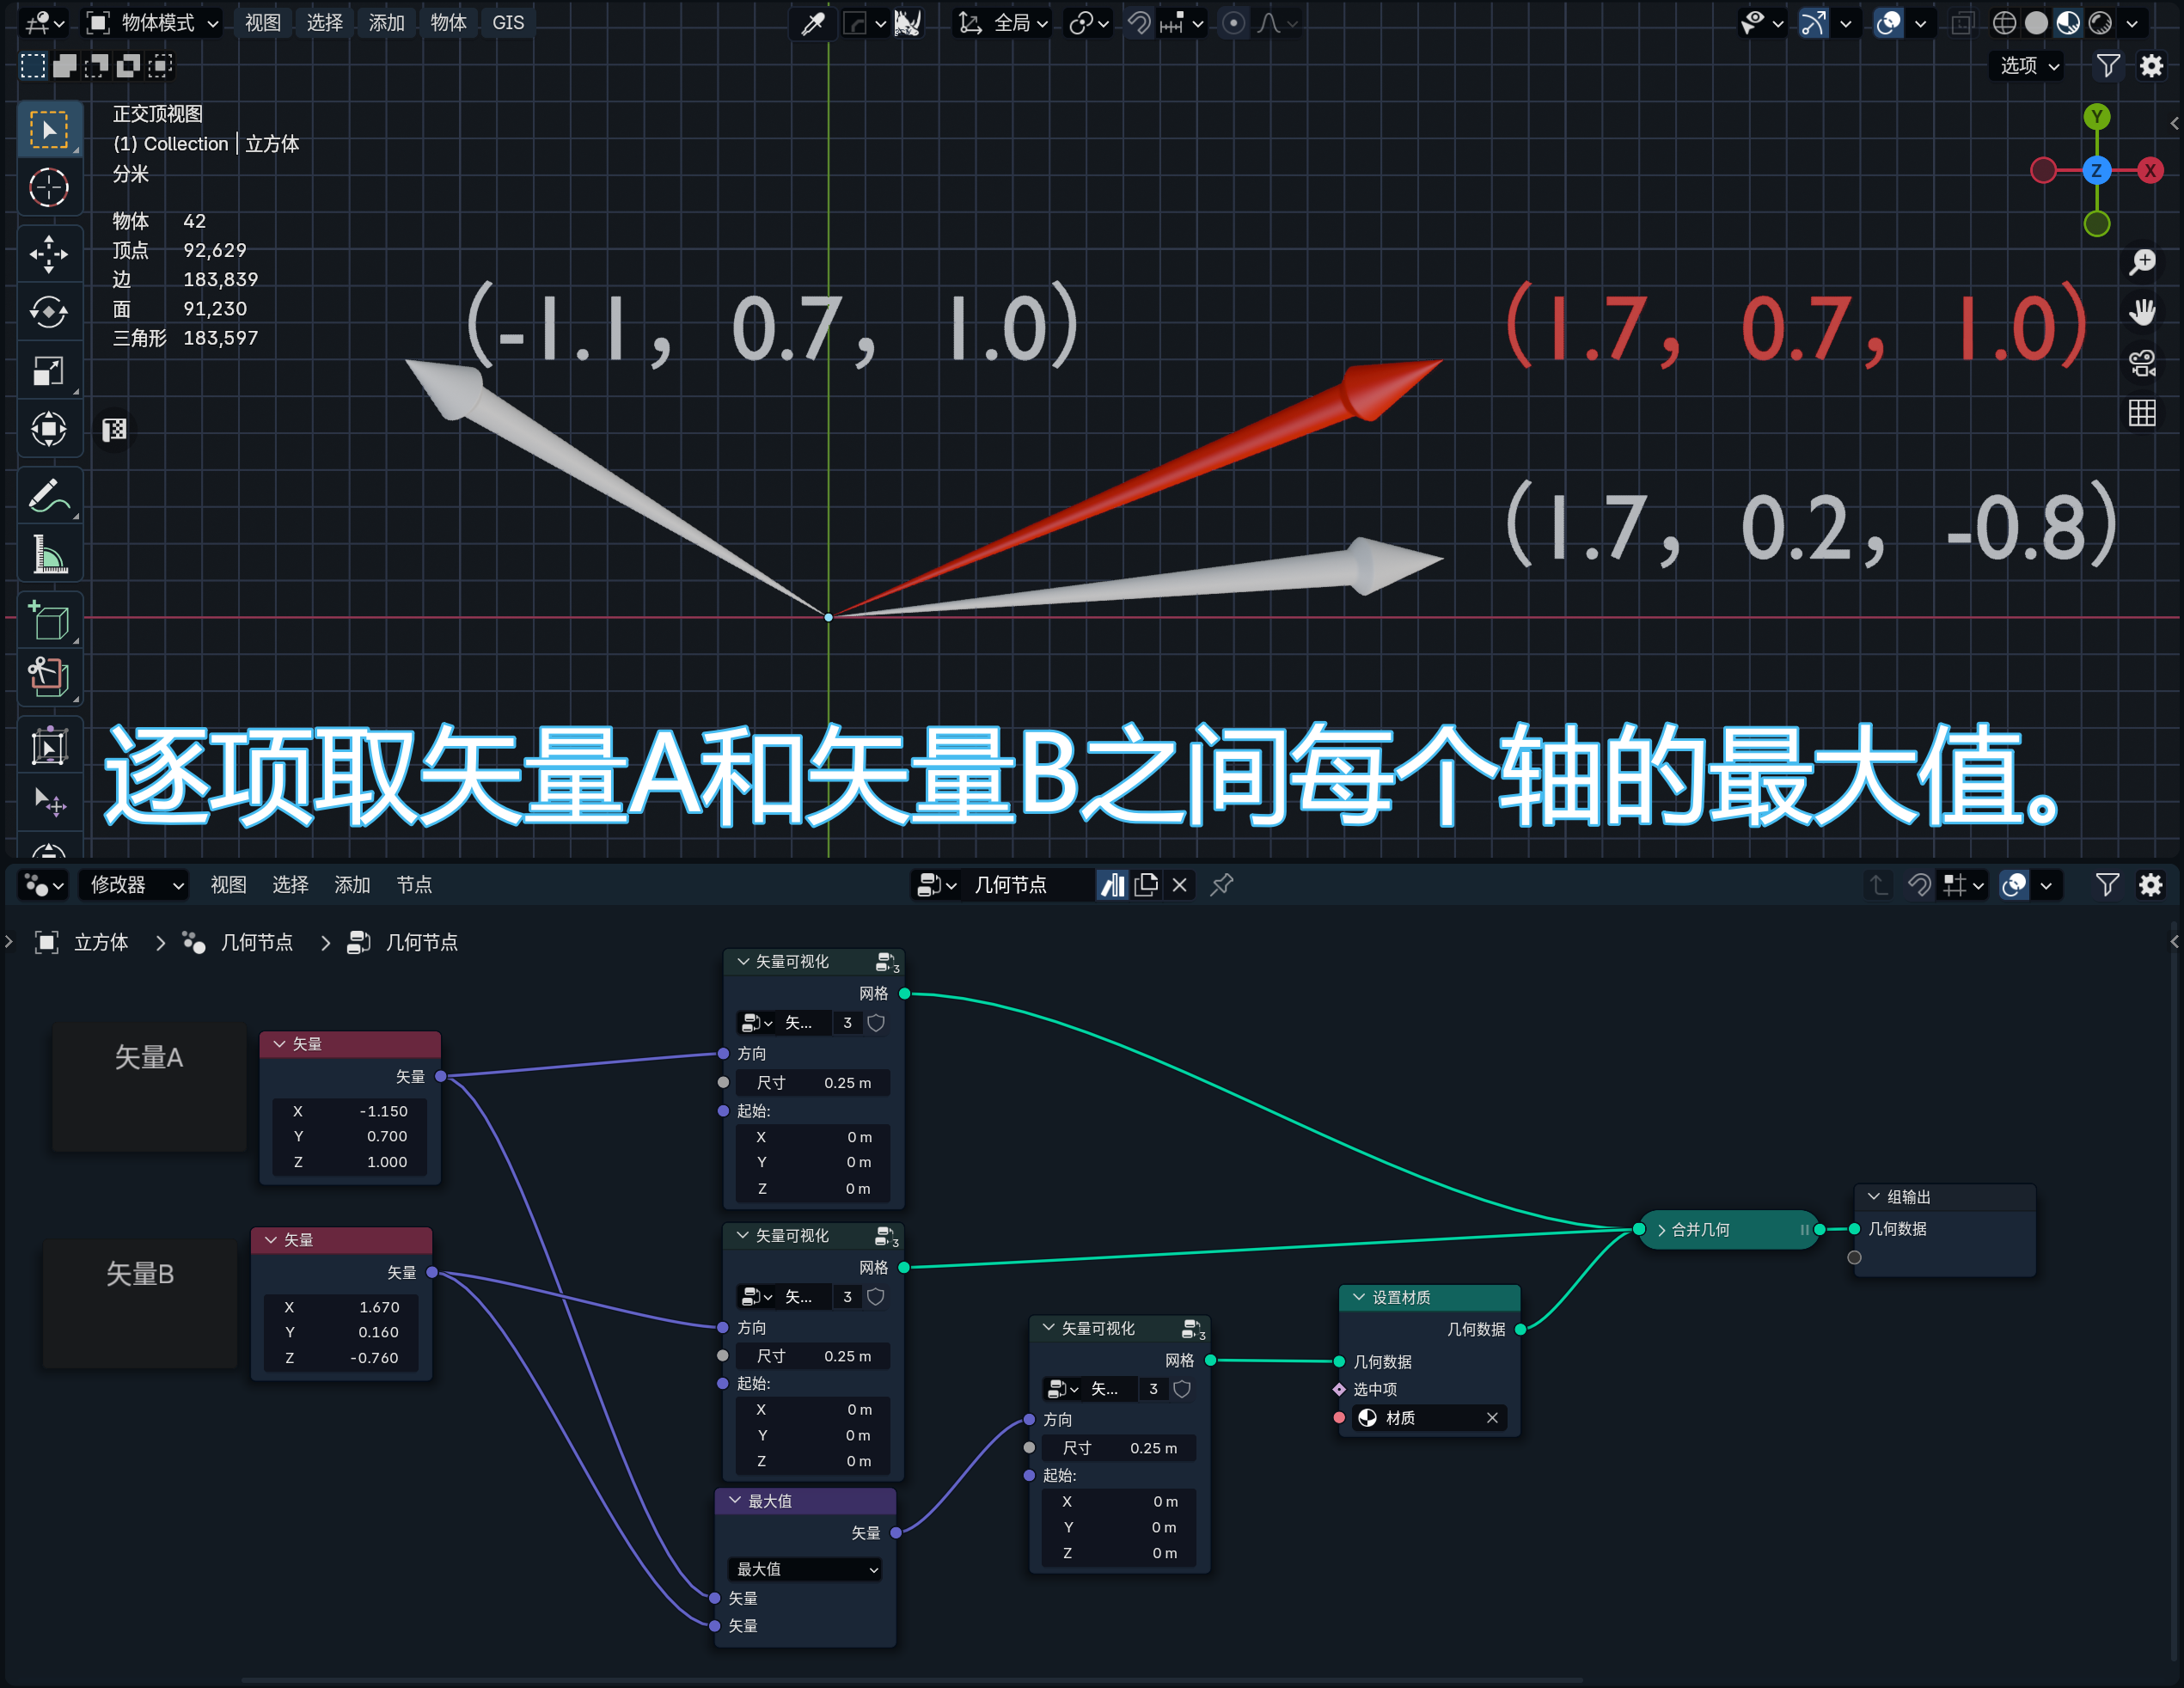 物体模式 视图 选择 添加 物体 GIS 全局
选项
正交顶视图
(1) Collection | 立方体
分米
物体 42
顶点 92,629
边 183,839
面 91,230
三角形 183,597
Y
Z
X
(-1.1, 0.7, 1.0)
(1.7, 0.7, 1.0)
(1.7, 0.2, -0.8)
逐项取矢量A和矢量B之间每个轴的最大值。
修改器 视图 选择 添加 节点 几何节点
立方体 > 几何节点 > 几何节点
矢量A
矢量
矢量
X -1.150
Y 0.700
Z 1.000
矢量B
矢量
矢量
X 1.670
Y 0.160
Z -0.760
矢量可视化 3
网格
矢... 3
方向
尺寸 0.25 m
起始:
X 0 m
Y 0 m
Z 0 m
矢量可视化 3
网格
矢... 3
方向
尺寸 0.25 m
起始:
X 0 m
Y 0 m
Z 0 m
最大值
矢量
最大值
矢量
矢量
矢量可视化 3
网格
矢... 3
方向
尺寸 0.25 m
起始:
X 0 m
Y 0 m
Z 0 m
设置材质
几何数据
几何数据
选中项
材质
合并几何
组输出
几何数据